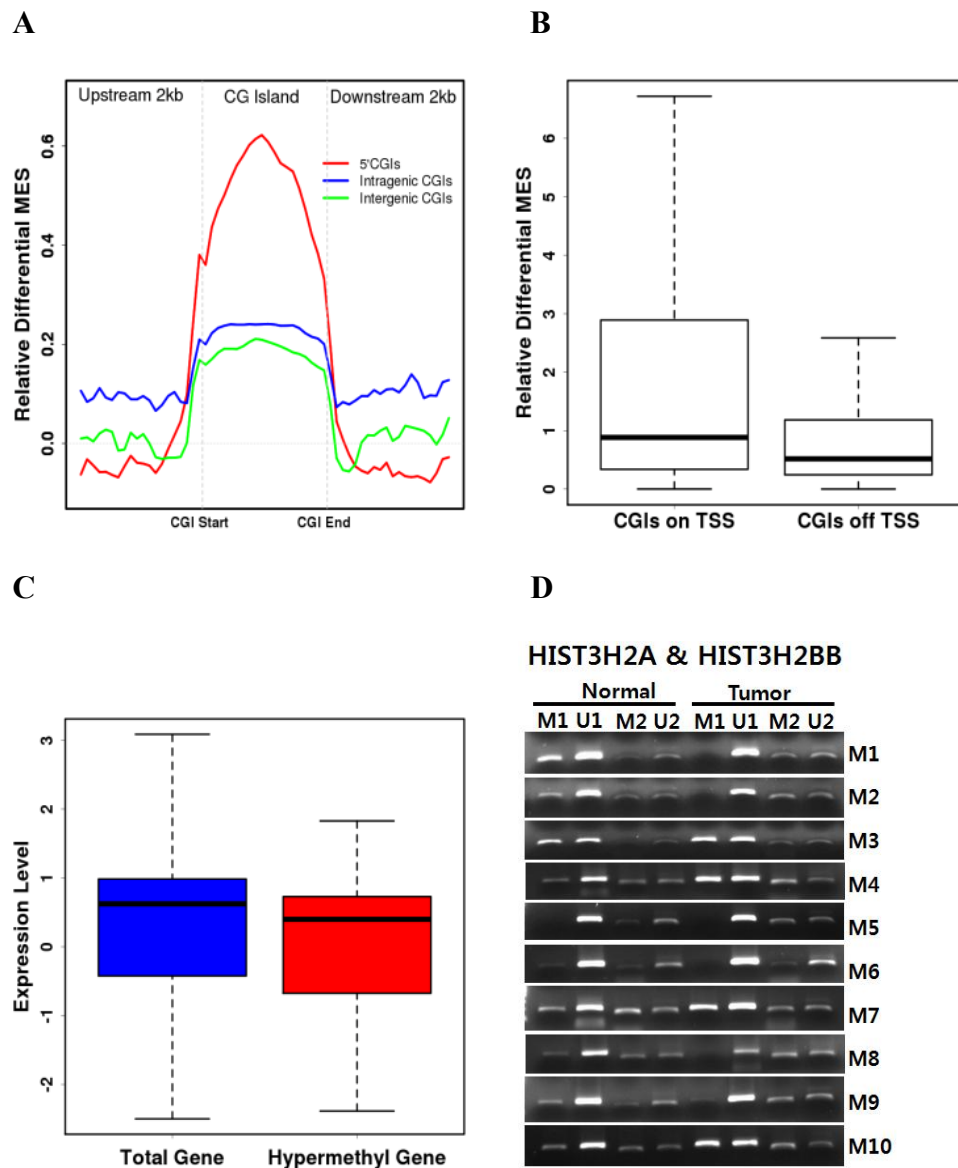 A
Upstream 2kb CG Island Downstream 2kb
Relative Differential MES
0.6
0.4
0.2
0.0
5'CGIs
Intragenic CGIs
Intergenic CGIs
CGI Start CGI End
B
Relative Differential MES
6
5
4
3
2
1
0
CGIs on TSS CGIs off TSS
C
Expression Level
3
2
1
0
-1
-2
Total Gene Hypermethyl Gene
D
HIST3H2A & HIST3H2BB
Normal Tumor
M1 U1 M2 U2 M1 U1 M2 U2
M1
M2
M3
M4
M5
M6
M7
M8
M9
M10